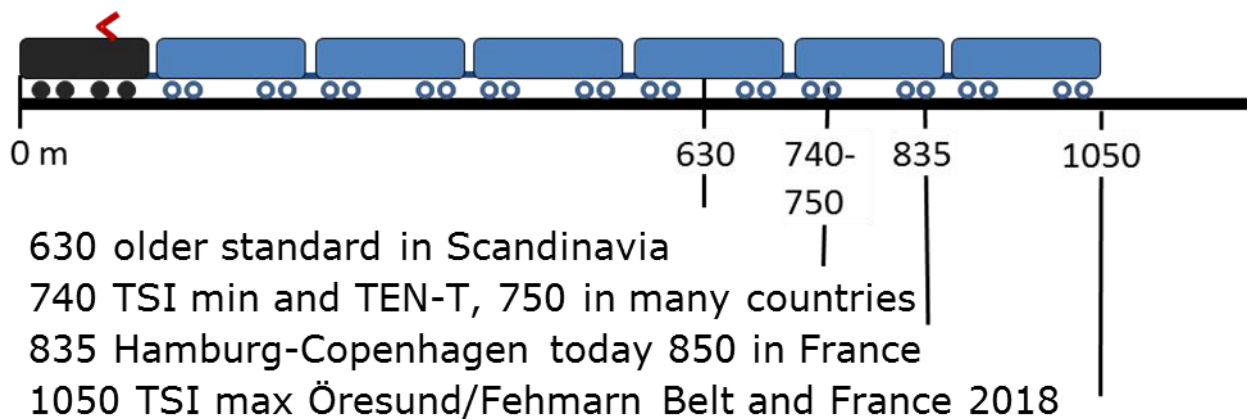 0 m
630
740-
750
835
1050
630 older standard in Scandinavia
740 TSI min and TEN-T, 750 in many countries
835 Hamburg-Copenhagen today 850 in France
1050 TSI max Öresund/Fehmarn Belt and France 2018